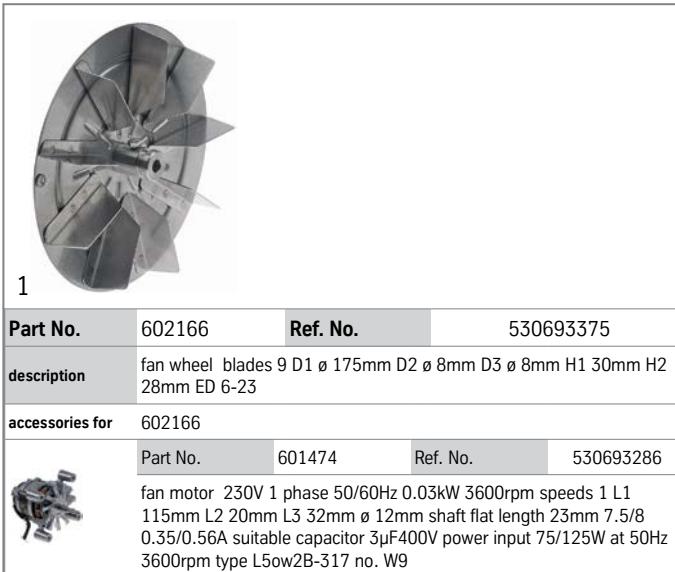 1
Part No. 602166 Ref. No. 530693375
description fan wheel blades 9 D1 ø 175mm D2 ø 8mm D3 ø 8mm H1 30mm H2
28mm ED 6-23
accessories for 602166
Part No. 601474 Ref. No. 530693286
fan motor 230V 1 phase 50/60Hz 0.03kW 3600rpm speeds 1 L1
115mm L2 20mm L3 32mm ø 12mm shaft flat length 23mm 7.5/8
0.35/0.56A suitable capacitor 3µF400V power input 75/125W at 50Hz
3600rpm type L5ow2B-317 no. W9